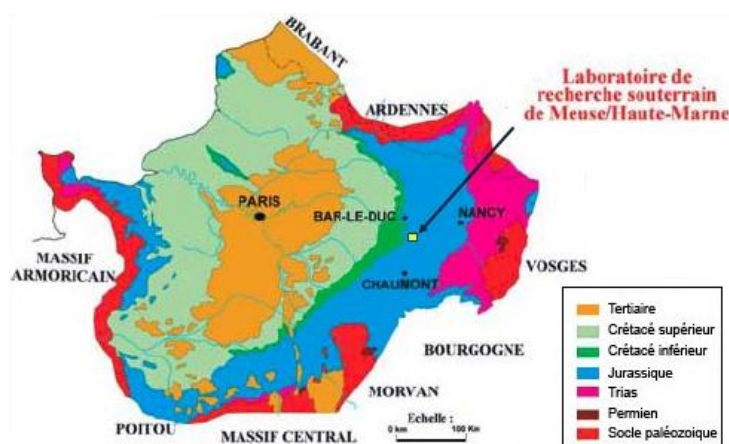 BRABANT
Laboratoire de
recherche souterrain
de Meuse/Haute-Marne
ARDENNES
PARIS
BAR-LE-DUC
NANCY
MASSIF
ARMORICAIN
VOSGES
CHAUMONT
BOURGOGNE
MORVAN
POITOU
MASSIF CENTRAL
Echelle :
0 km 100 Km
Tertiaire
Crétacé supérieur
Crétacé inférieur
Jurassique
Trias
Permien
Socle paléozoique